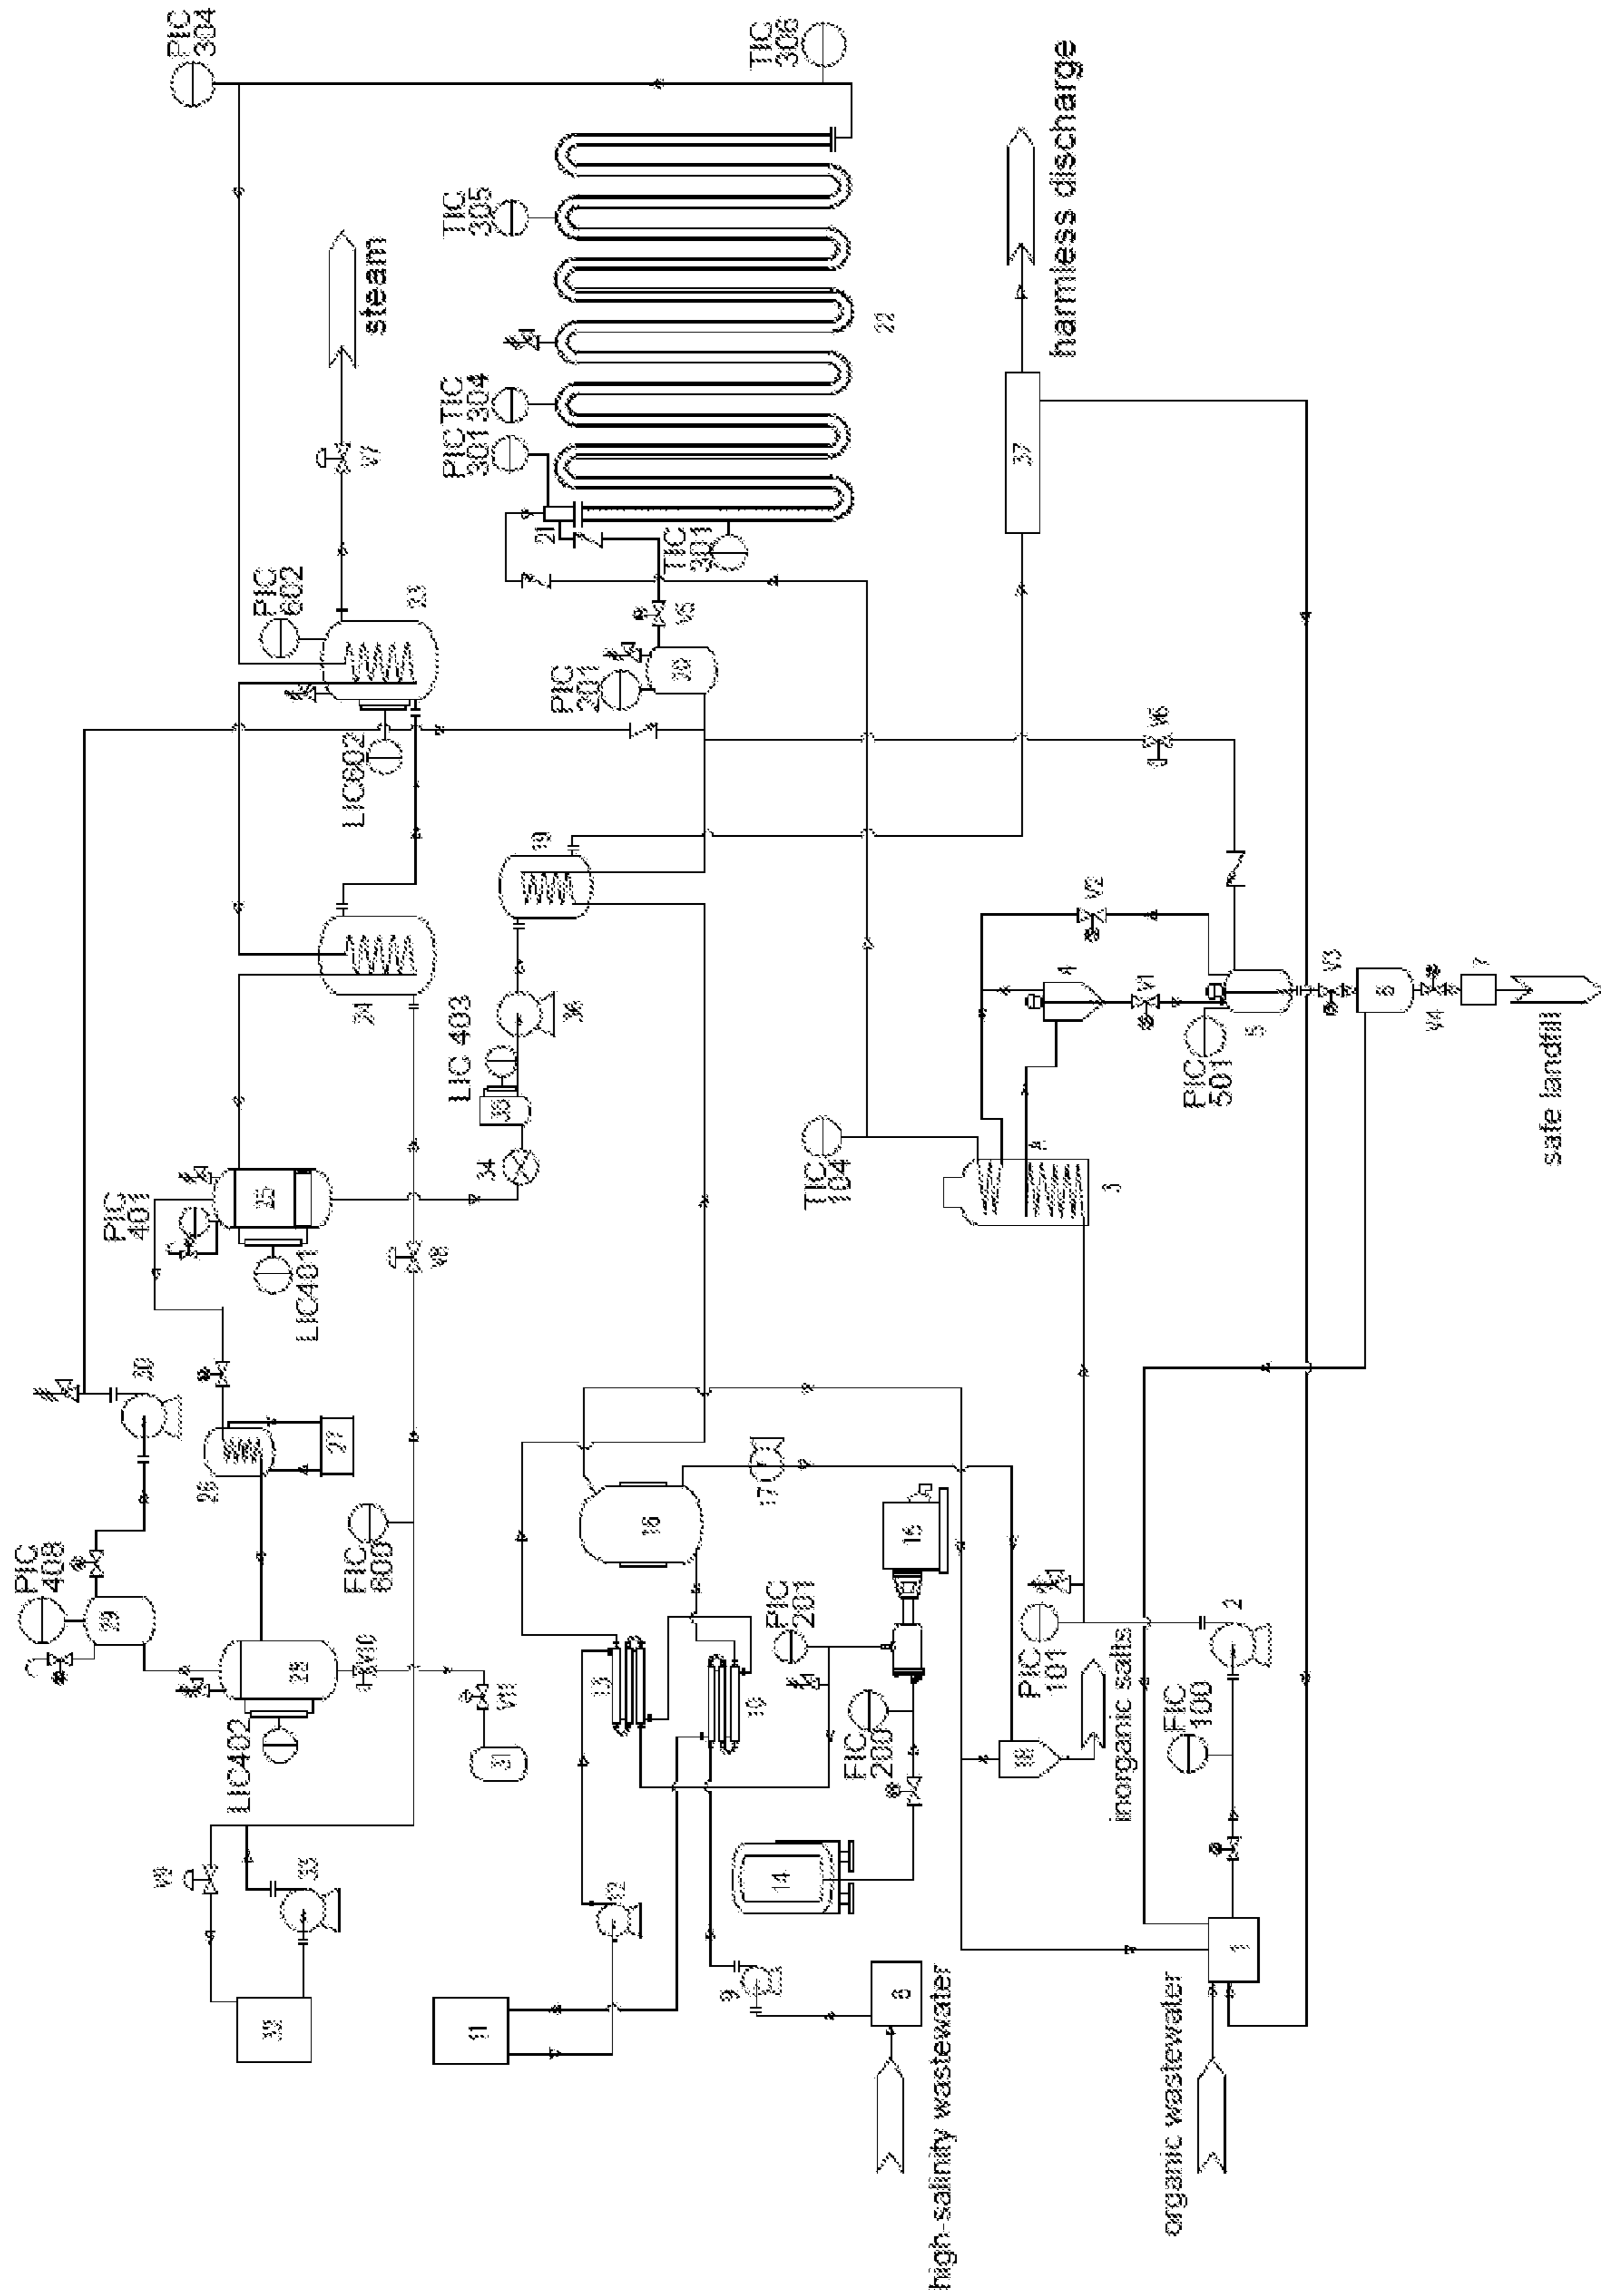 PIC
304
TIC
306
TIC
305
steam
V7
PIC
602
23
LIC602
PIC
301
TIC
304
21
TIC
301
22
V5
20
PIC
201
harmless discharge
37
24
19
LIC 403
36
35
34
25
PIC
401
LIC401
V8
V6
V2
4
V1
5
PIC
501
V3
6
V4
7
safe landfill
TIC
104
3
30
26
27
PIC
408
29
28
LIC402
V10
V11
31
FIC
600
V9
33
32
16
17
15
13
10
PIC
201
FIC
200
18
inorganic salts
14
12
11
9
8
high-salinity wastewater
PIC
101
2
FIC
100
1
organic wastewater